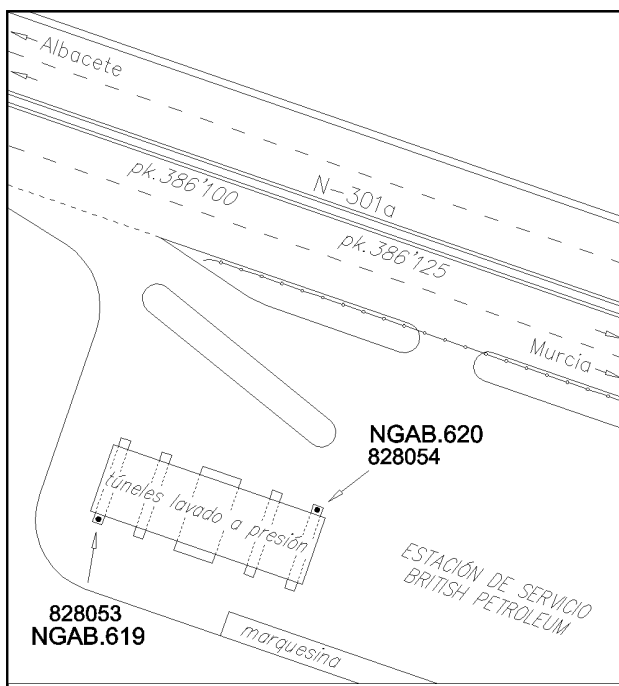 Albacete
N-301a
pk.386'100
pk.386'125
Murcia
NGAB.620
828054
túneles lavado a presión
ESTACIÓN DE SERVICIO
BRITISH PETROLEUM
828053
NGAB.619
marquesina